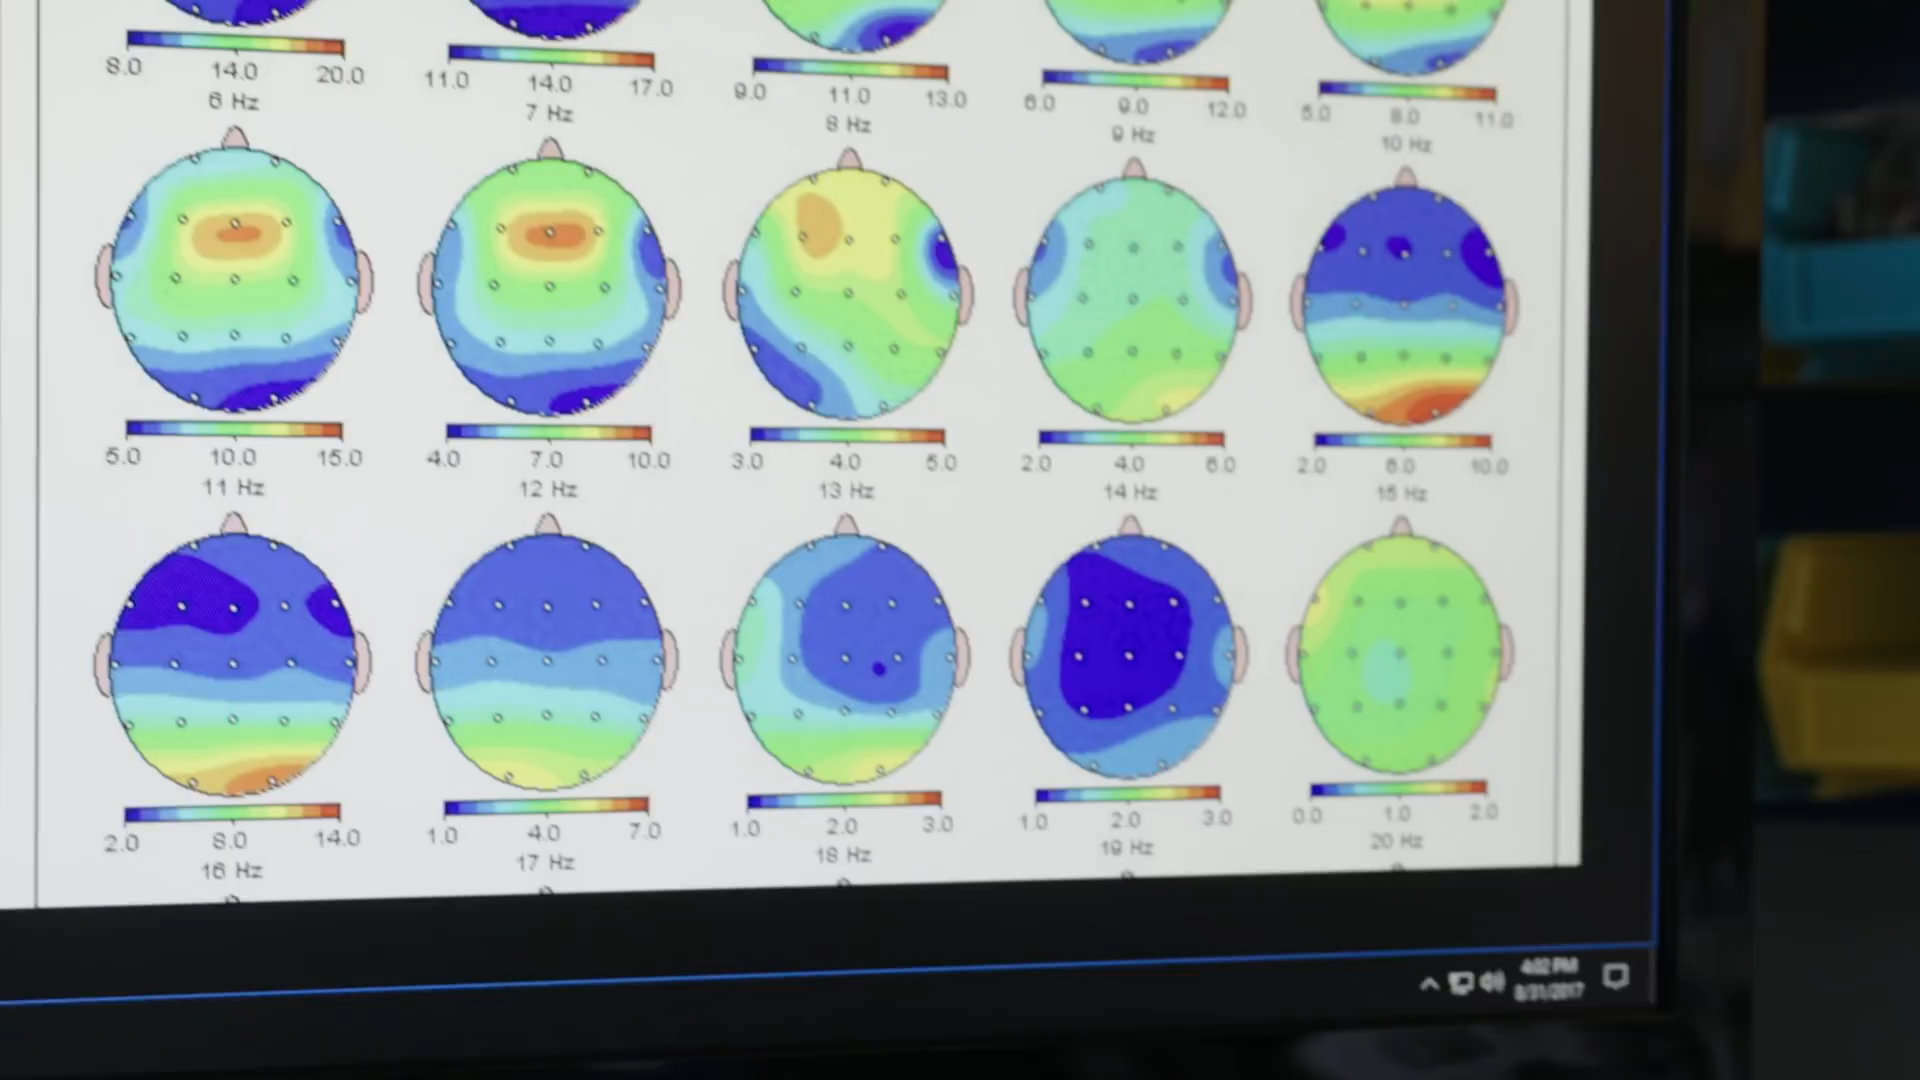 8.0 14.0 20.0
11.0 14.0 17.0
9.0 11.0 13.0
6.0 9.0 12.0
5.0 8.0 11.0
6 Hz
7 Hz
8 Hz
9 Hz
10 Hz
5.0 10.0 15.0
4.0 7.0 10.0
3.0 4.0 5.0
2.0 4.0 6.0
2.0 6.0 10.0
11 Hz
12 Hz
13 Hz
14 Hz
15 Hz
2.0 8.0 14.0
1.0 4.0 7.0
1.0 2.0 3.0
1.0 2.0 3.0
0.0 1.0 2.0
16 Hz
17 Hz
18 Hz
19 Hz
20 Hz
4:02 PM
8/31/2017